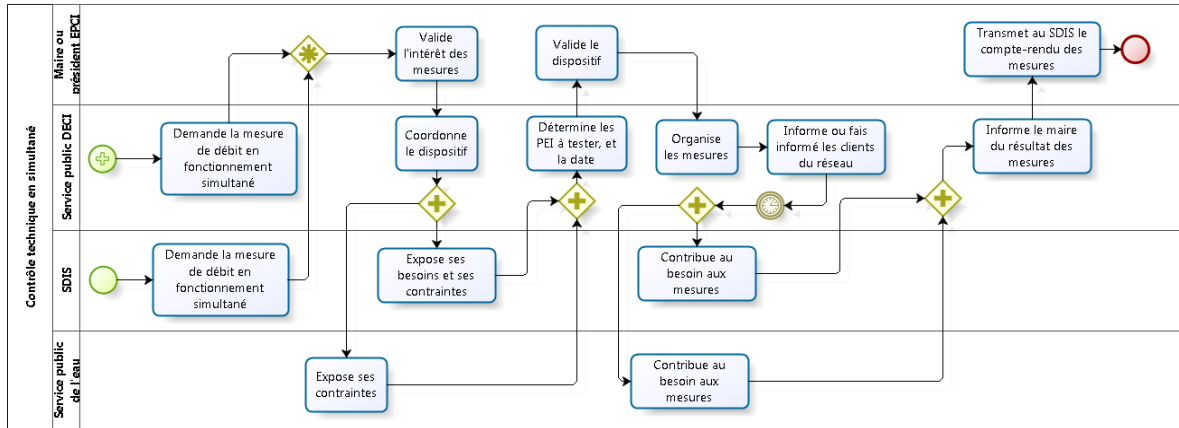 Contrôle technique en simultané
Maire ou
président EPCI
Valide
l'intérêt des
mesures
Valide le
dispositif
Transmet au SDIS le
compte-rendu des
mesures
Service public DECI
Demande la mesure
de débit en
fonctionnement
simultané
Coordonne
le dispositif
Détermine les
PEI à tester, et
la date
Organise
les mesures
Informe ou fais
informé les clients
du réseau
Informe le maire
du résultat des
mesures
SDIS
Demande la mesure
de débit en
fonctionnement
simultané
Expose ses
besoins et ses
contraintes
Contribue au
besoin aux
mesures
Service public
de l'eau
Expose ses
contraintes
Contribue au
besoin aux
mesures